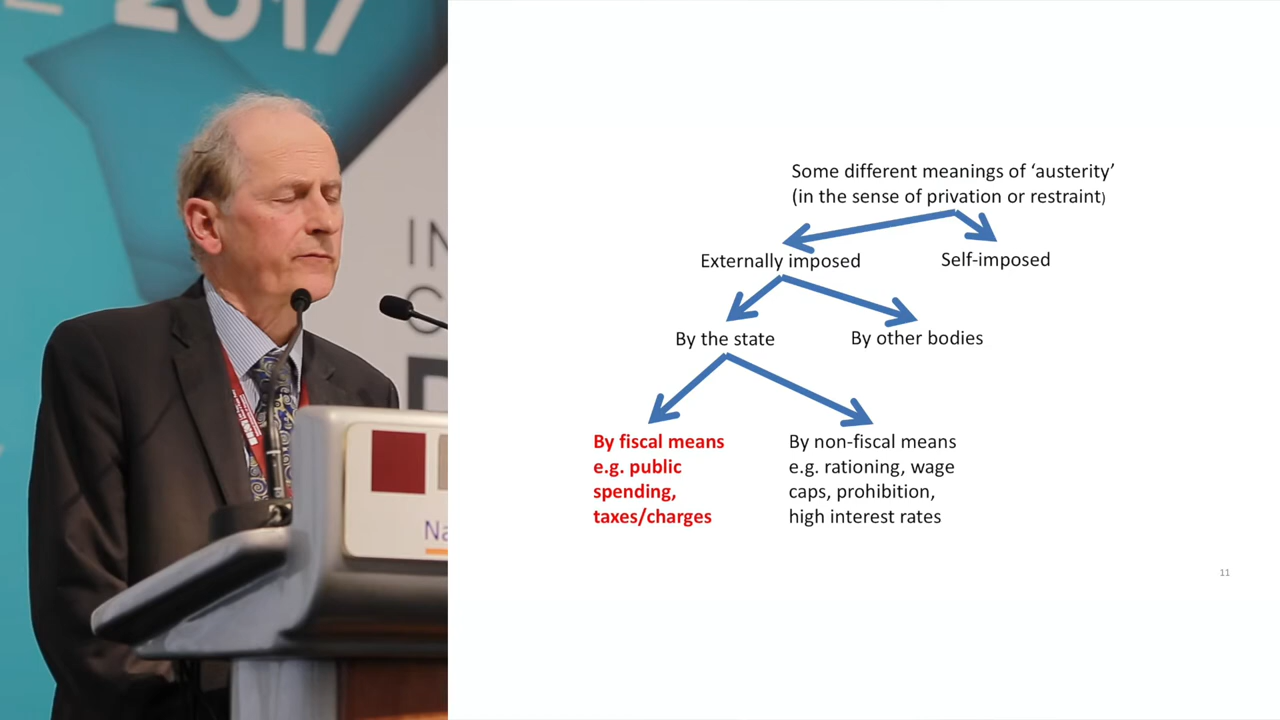 2017
IN
C
Na
Some different meanings of ‘austerity’
(in the sense of privation or restraint)
Externally imposed
Self-imposed
By the state
By other bodies
By fiscal means
e.g. public
spending,
taxes/charges
By non-fiscal means
e.g. rationing, wage
caps, prohibition,
high interest rates
11